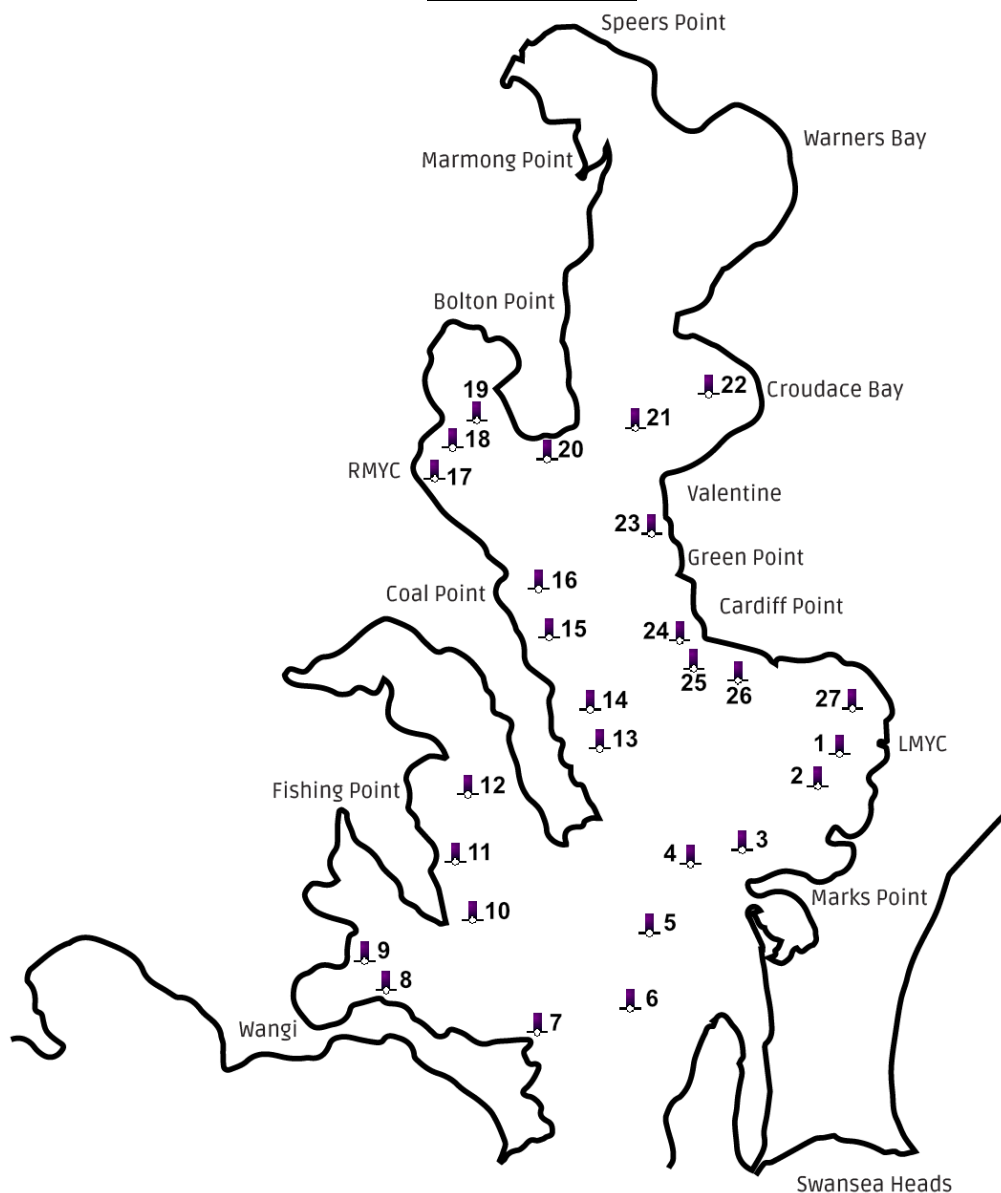 Speers Point
Warners Bay
Marmong Point
Bolton Point
22
Croudace Bay
19
21
18
20
RMYC
17
Valentine
23
Green Point
16
Coal Point
Cardiff Point
15
24
25
26
14
27
13
1
LMYC
2
12
Fishing Point
3
11
4
Marks Point
10
5
9
8
6
7
Wangi
Swansea Heads